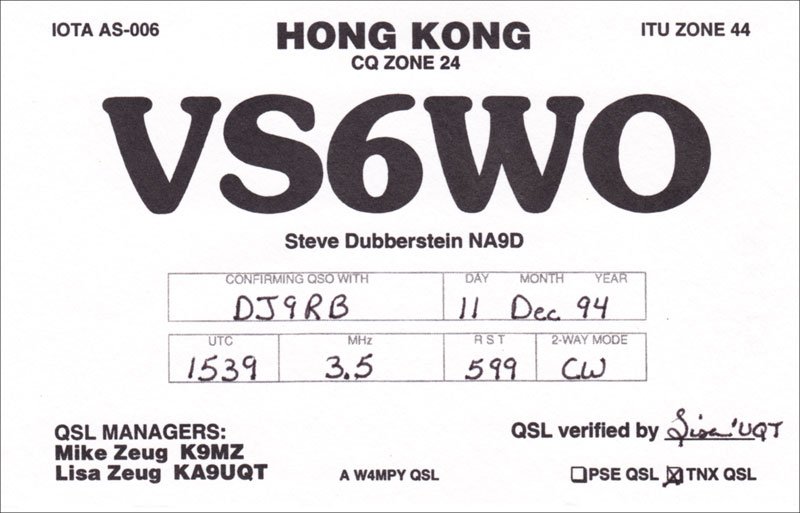 IOTA AS-006
HONG KONG
ITU ZONE 44
CQ ZONE 24
VS6WO
Steve Dubberstein NA9D
CONFIRMING QSO WITH DAY MONTH YEAR
DJ9RB 11 Dec 94
UTC MHz RST 2-WAY MODE
1539 3.5 599 CW
QSL MANAGERS:
Mike Zeug K9MZ
Lisa Zeug KA9UQT
A W4MPY QSL
QSL verified by Lisa 'UQT
☐PSE QSL ☒TNX QSL